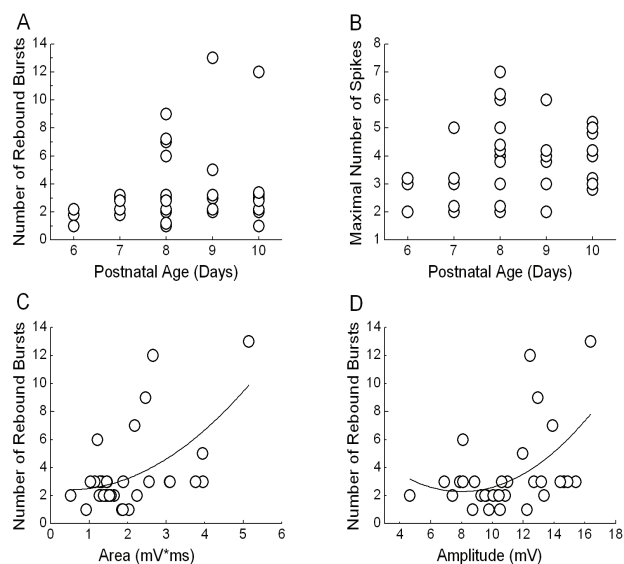 A
Number of Rebound Bursts
14
12
10
8
6
4
2
0
6 7 8 9 10
Postnatal Age (Days)
B
Maximal Number of Spikes
8
7
6
5
4
3
2
1
6 7 8 9 10
Postnatal Age (Days)
C
Number of Rebound Bursts
14
12
10
8
6
4
2
0
0 1 2 3 4 5 6
Area (mV*ms)
D
Number of Rebound Bursts
14
12
10
8
6
4
2
0
4 6 8 10 12 14 16 18
Amplitude (mV)